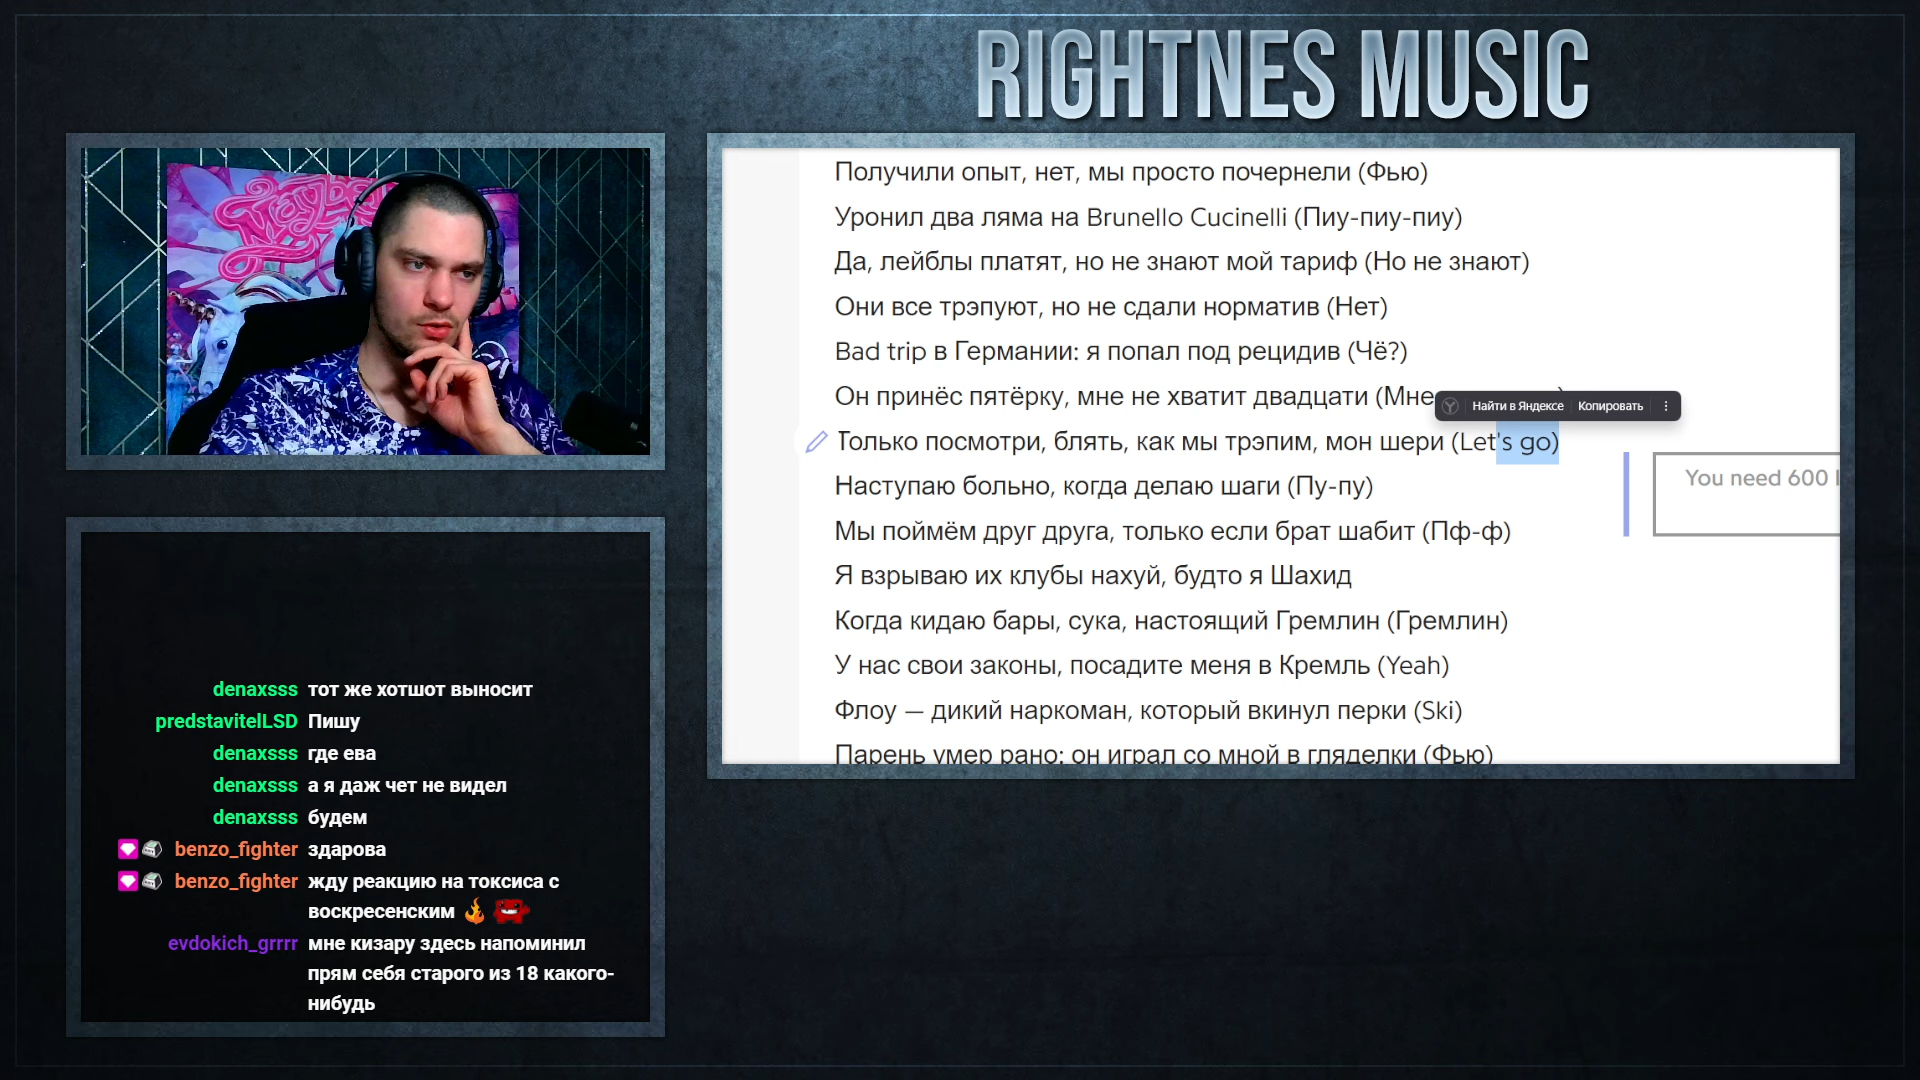 RIGHTNES MUSIC
Получили опыт, нет, мы просто почернели (Фью)
Уронил два ляма на Brunello Cucinelli (Пиу-пиу-пиу)
Да, лейблы платят, но не знают мой тариф (Но не знают)
Они все трэпуют, но не сдали норматив (Нет)
Bad trip в Германии: я попал под рецидив (Чё?)
Он принёс пятёрку, мне не хватит двадцати (Мне
Найти в Яндексе Копировать
Только посмотри, блять, как мы трэпим, мон шери (Let's go)
You need 600
Наступаю больно, когда делаю шаги (Пу-пу)
Мы поймём друг друга, только если брат шабит (Пф-ф)
Я взрываю их клубы нахуй, будто я Шахид
Когда кидаю бары, сука, настоящий Гремлин (Гремлин)
У нас свои законы, посадите меня в Кремль (Yeah)
Флоу — дикий наркоман, который вкинул перки (Ski)
Парень умер рано: он играл со мной в гляделки (Фью)
denaxsss тот же хотшот выносит
predstavitelLSD Пишу
denaxsss где ева
denaxsss а я даж чет не видел
denaxsss будем
benzo_fighter здарова
benzo_fighter жду реакцию на токсиса с
воскресенским
evdokich_grrrr мне кизару здесь напоминил
прям себя старого из 18 какого-
нибудь